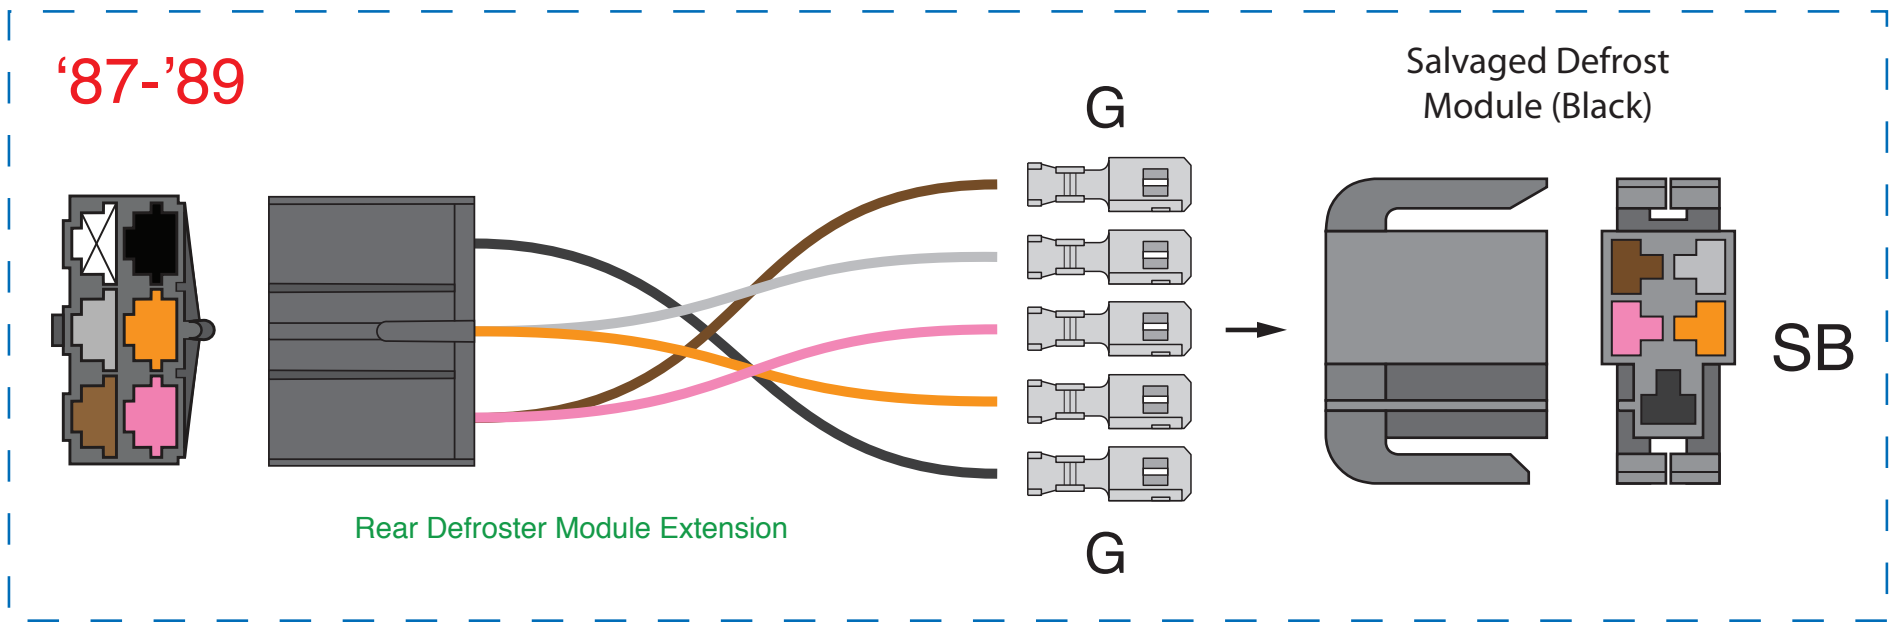 ‘87-’89
G
Salvaged Defrost
Module (Black)
SB
Rear Defroster Module Extension
G